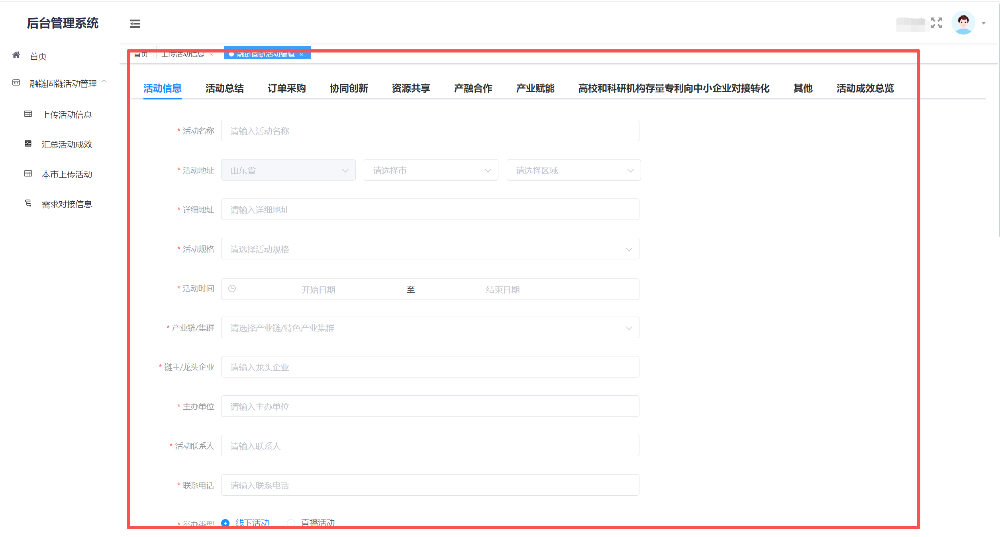 后台管理系统
首页
融链固链活动管理
上传活动信息
汇总活动成效
本市上传活动
需求对接信息
首页 上传活动信息 × 融链固链活动编辑 ×
活动信息 活动总结 订单采购 协同创新 资源共享 产融合作 产业赋能 高校和科研机构存量专利向中小企业对接转化 其他 活动成效总览
* 活动名称 请输入活动名称
* 活动地址 山东省 请选择市 请选择区域
* 详细地址 请输入详细地址
* 活动规格 请选择活动规格
* 活动时间 开始日期 至 结束日期
* 产业链/集群 请选择产业链/特色产业集群
* 链主/龙头企业 请输入龙头企业
* 主办单位 请输入主办单位
* 活动联系人 请输入联系人
* 联系电话 请输入联系电话
* 举办类型 线下活动 直播活动